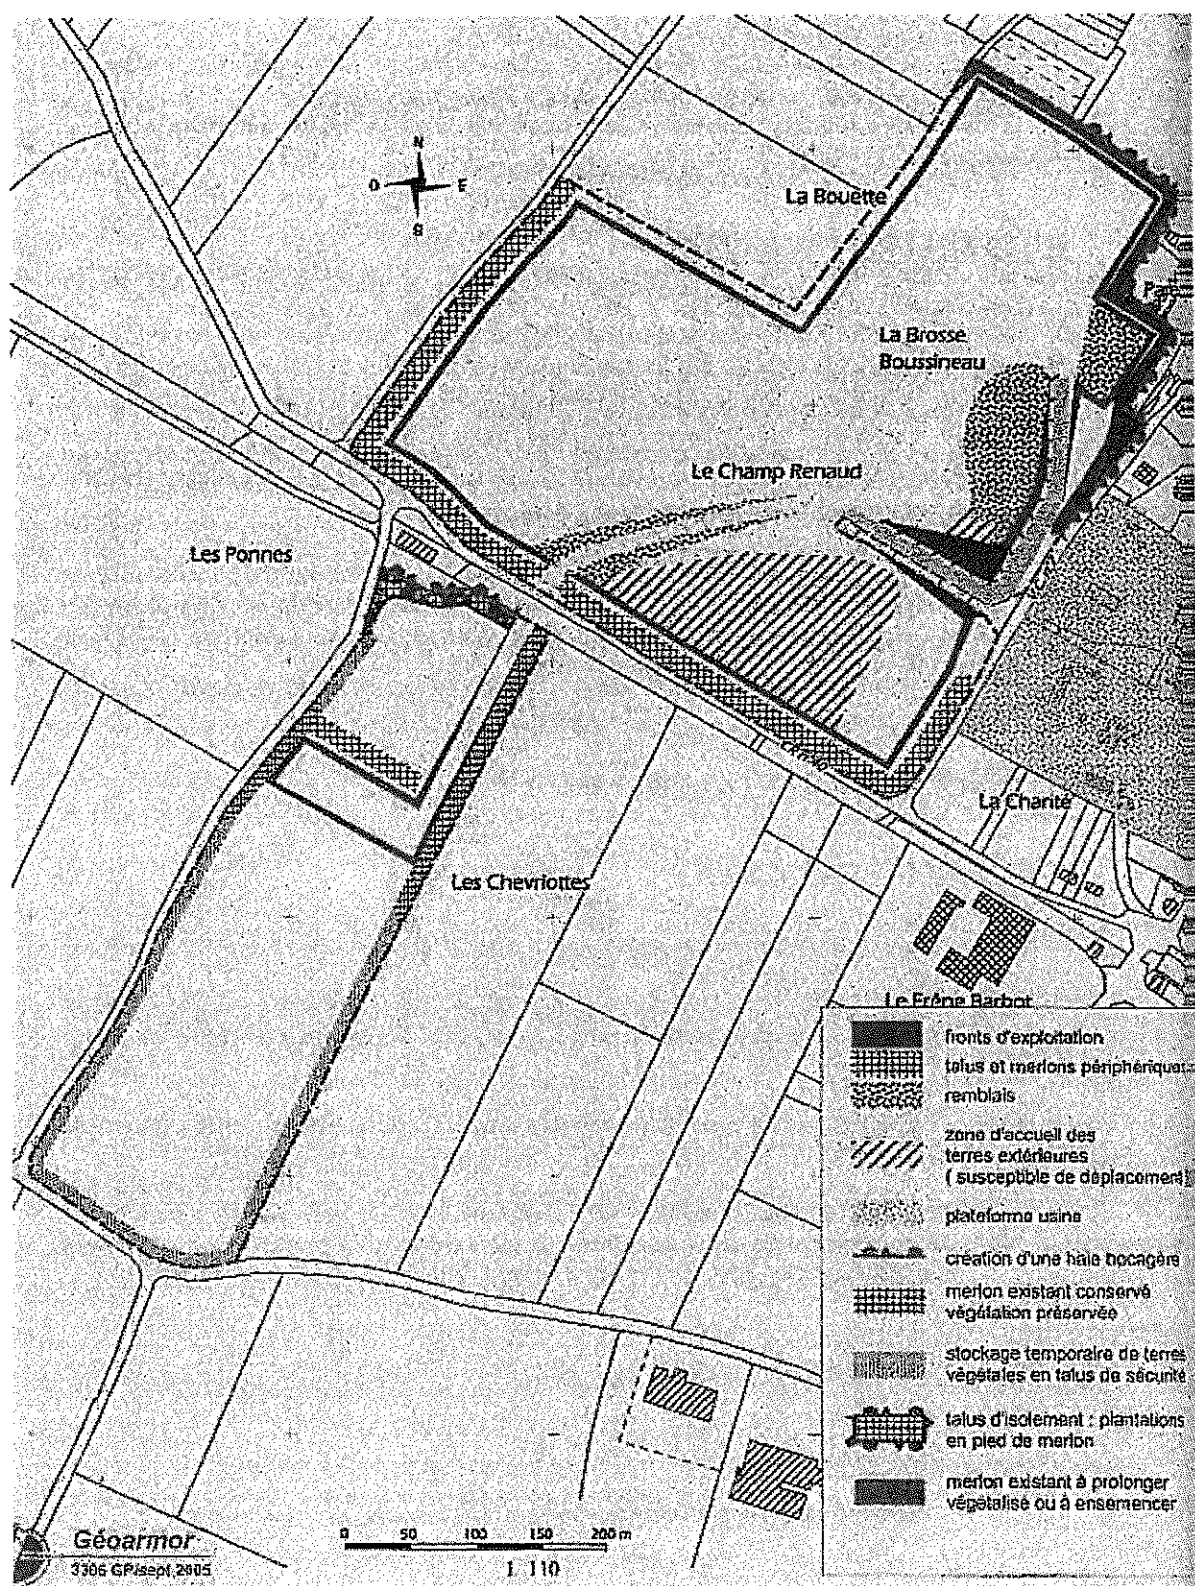 N
O E
S
La Bouette
La Brosse
Boussineau
Le Champ Renaud
Les Ponnes
La Charité
Les Chevriottes
Le Frêne Barbot
fronts d'exploitation
talus et merlons périphériques
remblais
zone d'accueil des
terres extérieures
( susceptible de déplacement)
plateforme usine
création d'une haie bocagère
merlon existant conservé
végétation préservée
stockage temporaire de terres
végétales en talus de sécurité
talus d'isolement : plantations
en pied de merlon
merlon existant à prolonger
végétalisé ou à ensemencer
Géoarmor
3306 GP/sept 2005
0 50 100 150 200 m
1 110